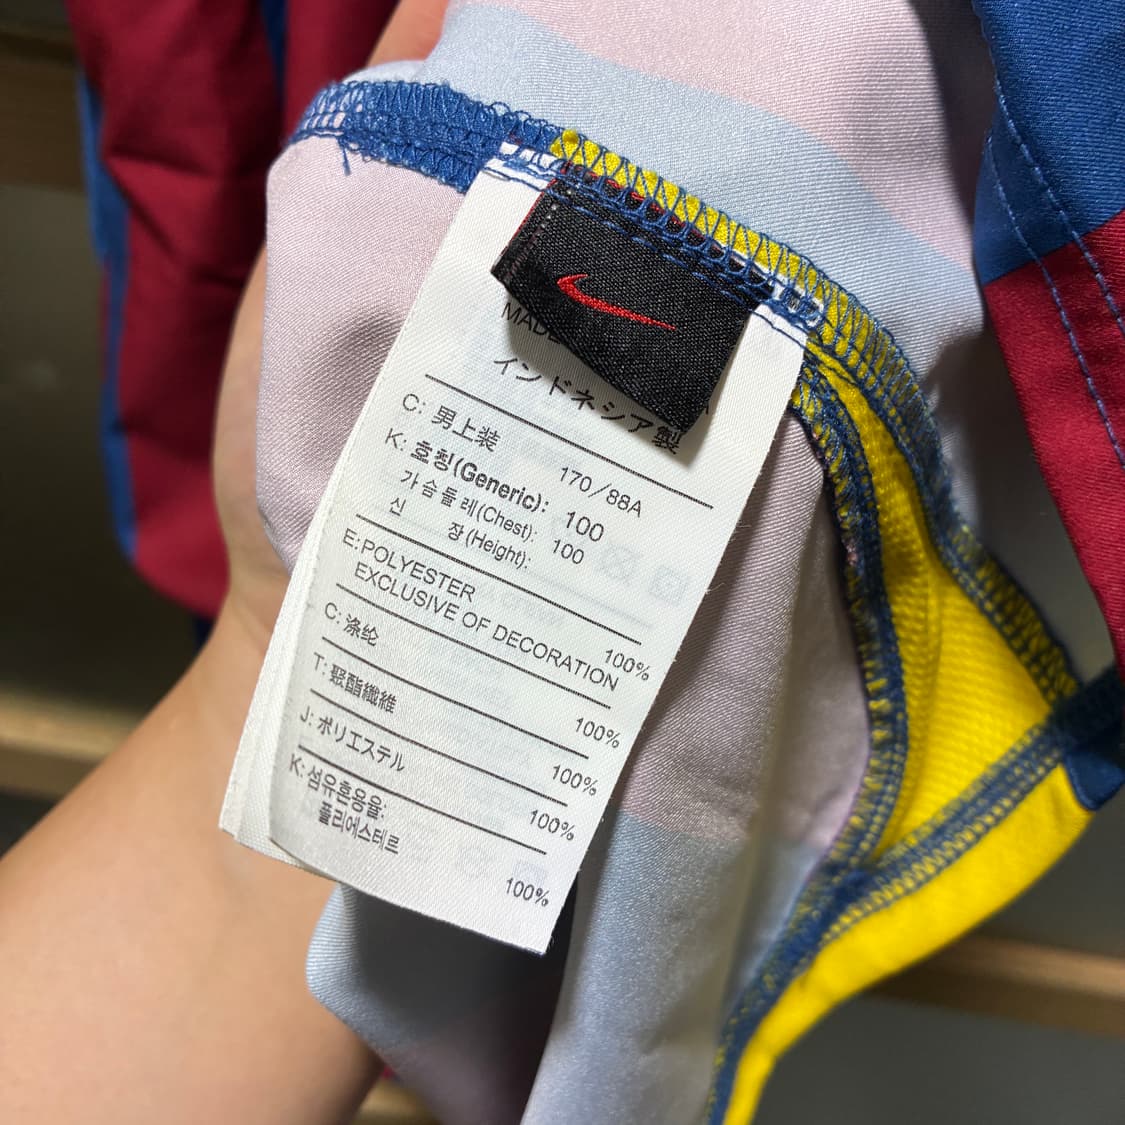 MADE
インドネシア製
C: 男上装 170/88A
K: 호칭(Generic): 100
가슴둘레(Chest): 100
신 장(Height):
E:POLYESTER 100%
EXCLUSIVE OF DECORATION
C: 涤纶 100%
T: 聚酯纖維 100%
J: ポリエステル 100%
K: 섬유혼용율:
폴리에스테르 100%